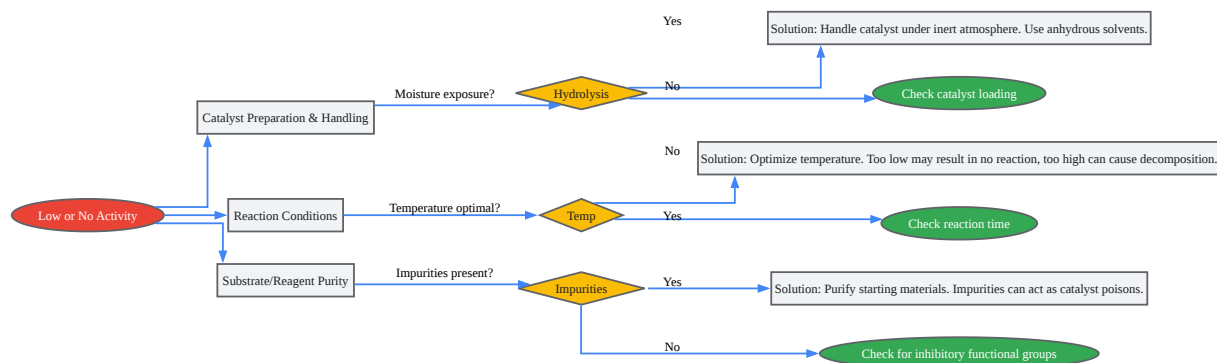 Yes
Solution: Handle catalyst under inert atmosphere. Use anhydrous solvents.
Moisture exposure?
Hydrolysis
No
Check catalyst loading
Catalyst Preparation & Handling
No
Solution: Optimize temperature. Too low may result in no reaction, too high can cause decomposition.
Low or No Activity
Reaction Conditions
Temperature optimal?
Temp
Yes
Check reaction time
Substrate/Reagent Purity
Impurities present?
Impurities
Yes
Solution: Purify starting materials. Impurities can act as catalyst poisons.
No
Check for inhibitory functional groups